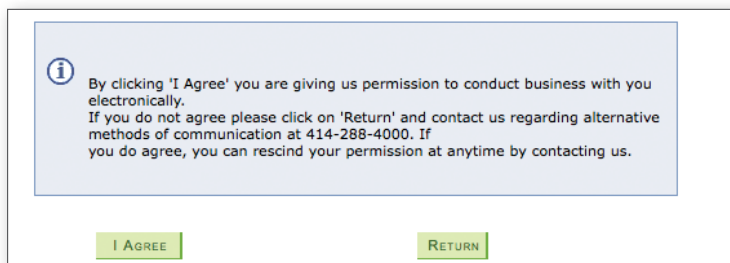 By clicking 'I Agree' you are giving us permission to conduct business with you
electronically.
If you do not agree please click on 'Return' and contact us regarding alternative
methods of communication at 414-288-4000. If
you do agree, you can rescind your permission at anytime by contacting us.
I AGREE
RETURN